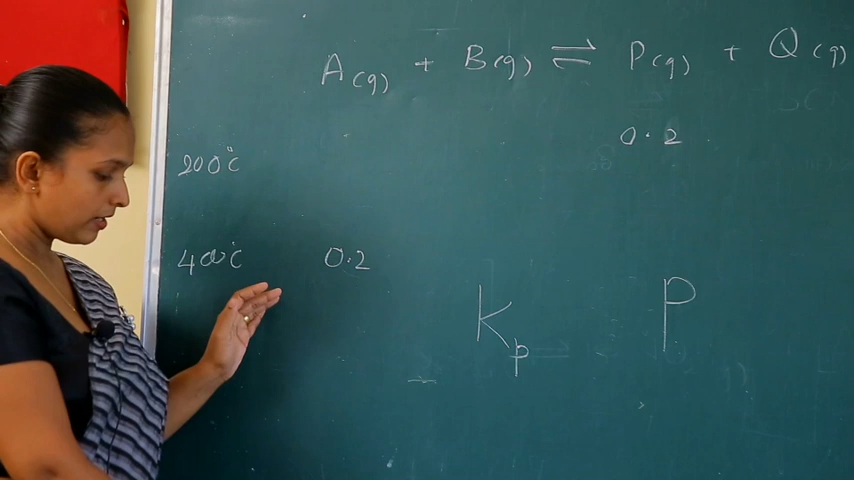 A(g) + B(g) ⇌ P(g) + Q(g)
0.2
200°C
400°C 0.2
Kp P